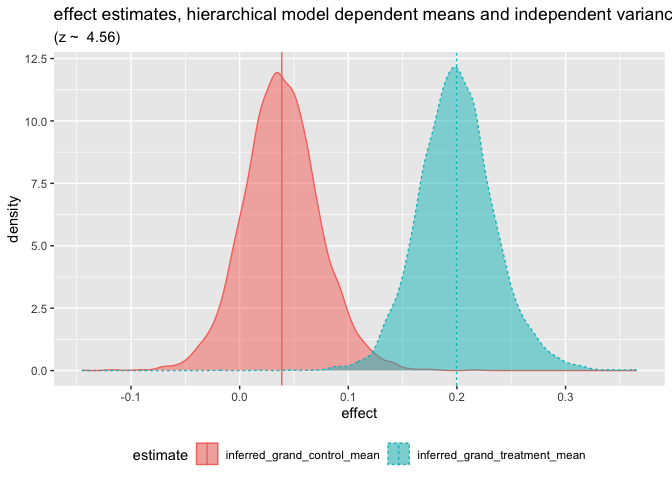 effect estimates, hierarchical model dependent means and independent varianc
(z ~ 4.56)
12.5
10.0
7.5
5.0
2.5
0.0
density
-0.1
0.0
0.1
0.2
0.3
effect
estimate
inferred_grand_control_mean
inferred_grand_treatment_mean